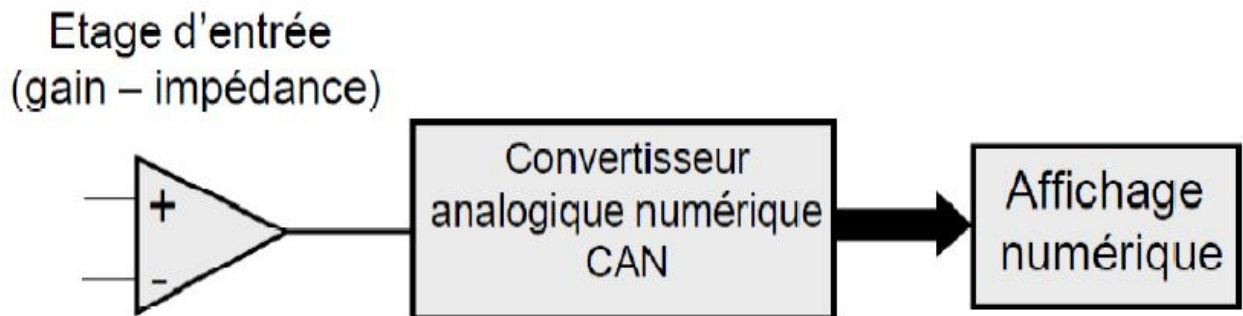 Etage d'entrée
(gain – impédance)
+
-
Convertisseur
analogique numérique
CAN
Affichage
numérique